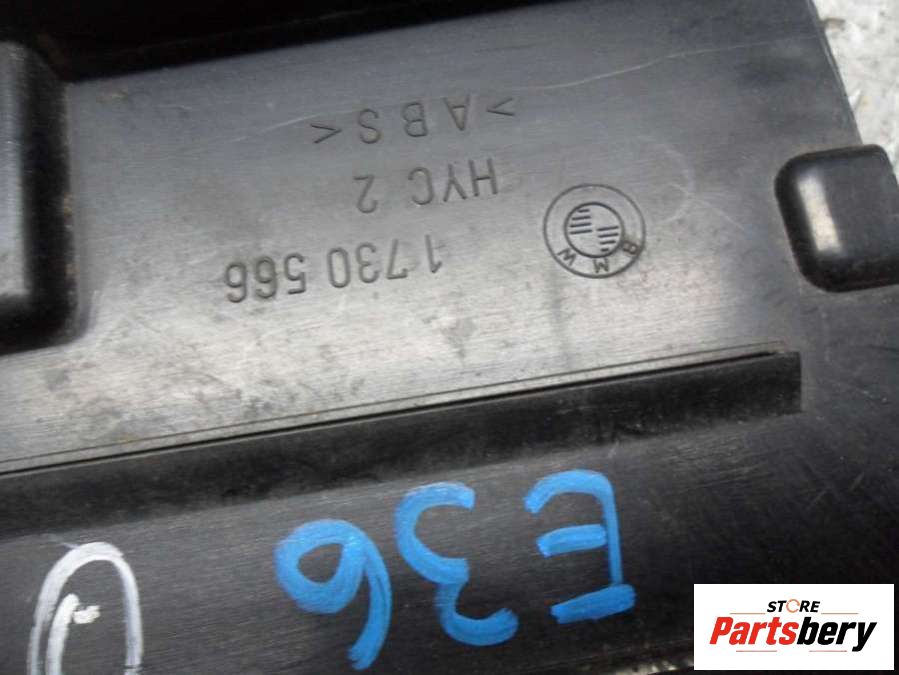 >ABS<
HYC 2
1 730 566
BMW
E36
STORE
Partsbery